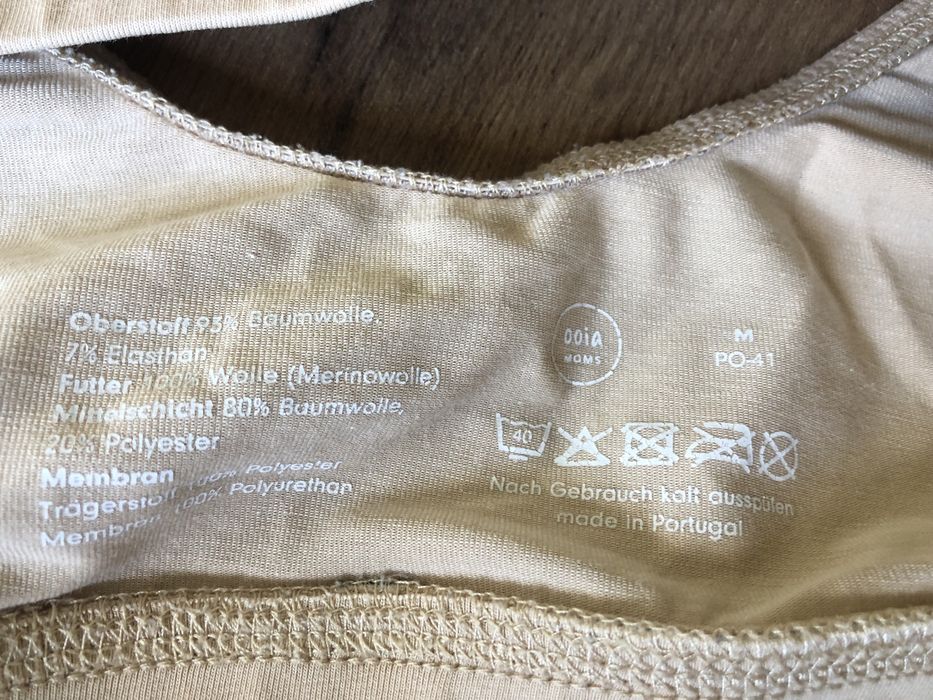 Oberstoff 95% Baumwolle,
7% Elasthan
Futter 100% Wolle (Merinowolle)
Mittelschicht 80% Baumwolle,
20% Polyester
Membran
Trägerstoff 100% Polyester
Membran 100% Polyurethan
OOIA
MOMS
M
PO-41
40
Nach Gebrauch kalt ausspülen
made in Portugal